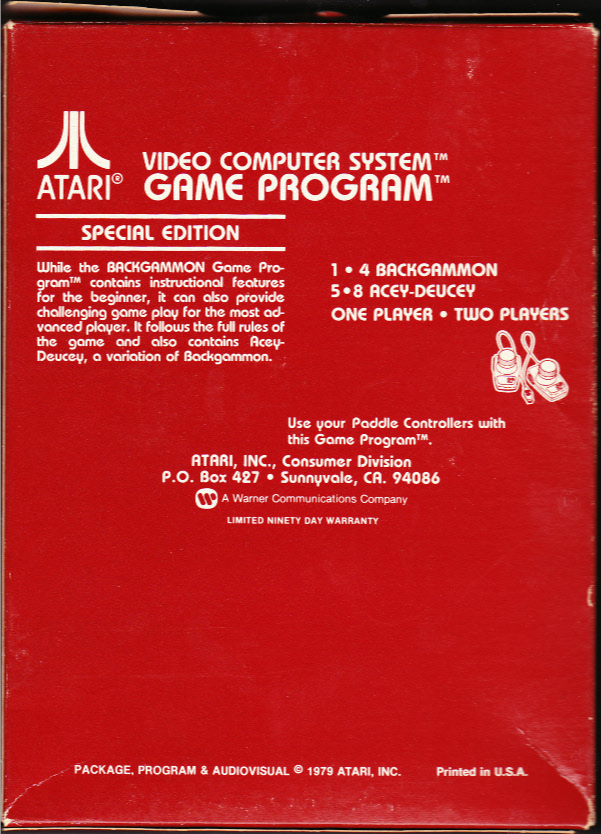 VIDEO COMPUTER SYSTEM™
ATARI® GAME PROGRAM™
SPECIAL EDITION
While the BACKGAMMON Game Pro-
gram™ contains instructional features
for the beginner, it can also provide
challenging game play for the most ad-
vanced player. It follows the full rules of
the game and also contains Acey-
Deucey, a variation of Backgammon.
1 • 4 BACKGAMMON
5 • 8 ACEY-DEUCEY
ONE PLAYER • TWO PLAYERS
Use your Paddle Controllers with
this Game Program™.
ATARI, INC., Consumer Division
P.O. Box 427 • Sunnyvale, CA. 94086
A Warner Communications Company
LIMITED NINETY DAY WARRANTY
PACKAGE, PROGRAM & AUDIOVISUAL © 1979 ATARI, INC. Printed in U.S.A.